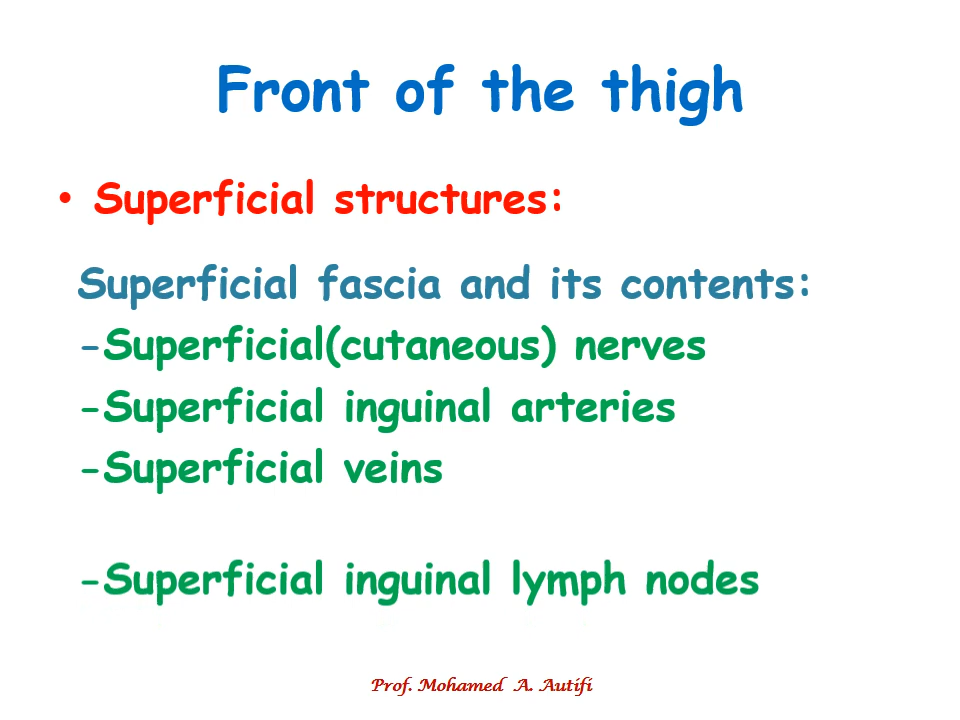 Front of the thigh
• Superficial structures:
Superficial fascia and its contents:
-Superficial(cutaneous) nerves
-Superficial inguinal arteries
-Superficial veins
-Superficial inguinal lymph nodes
Prof. Mohamed A. Autifi